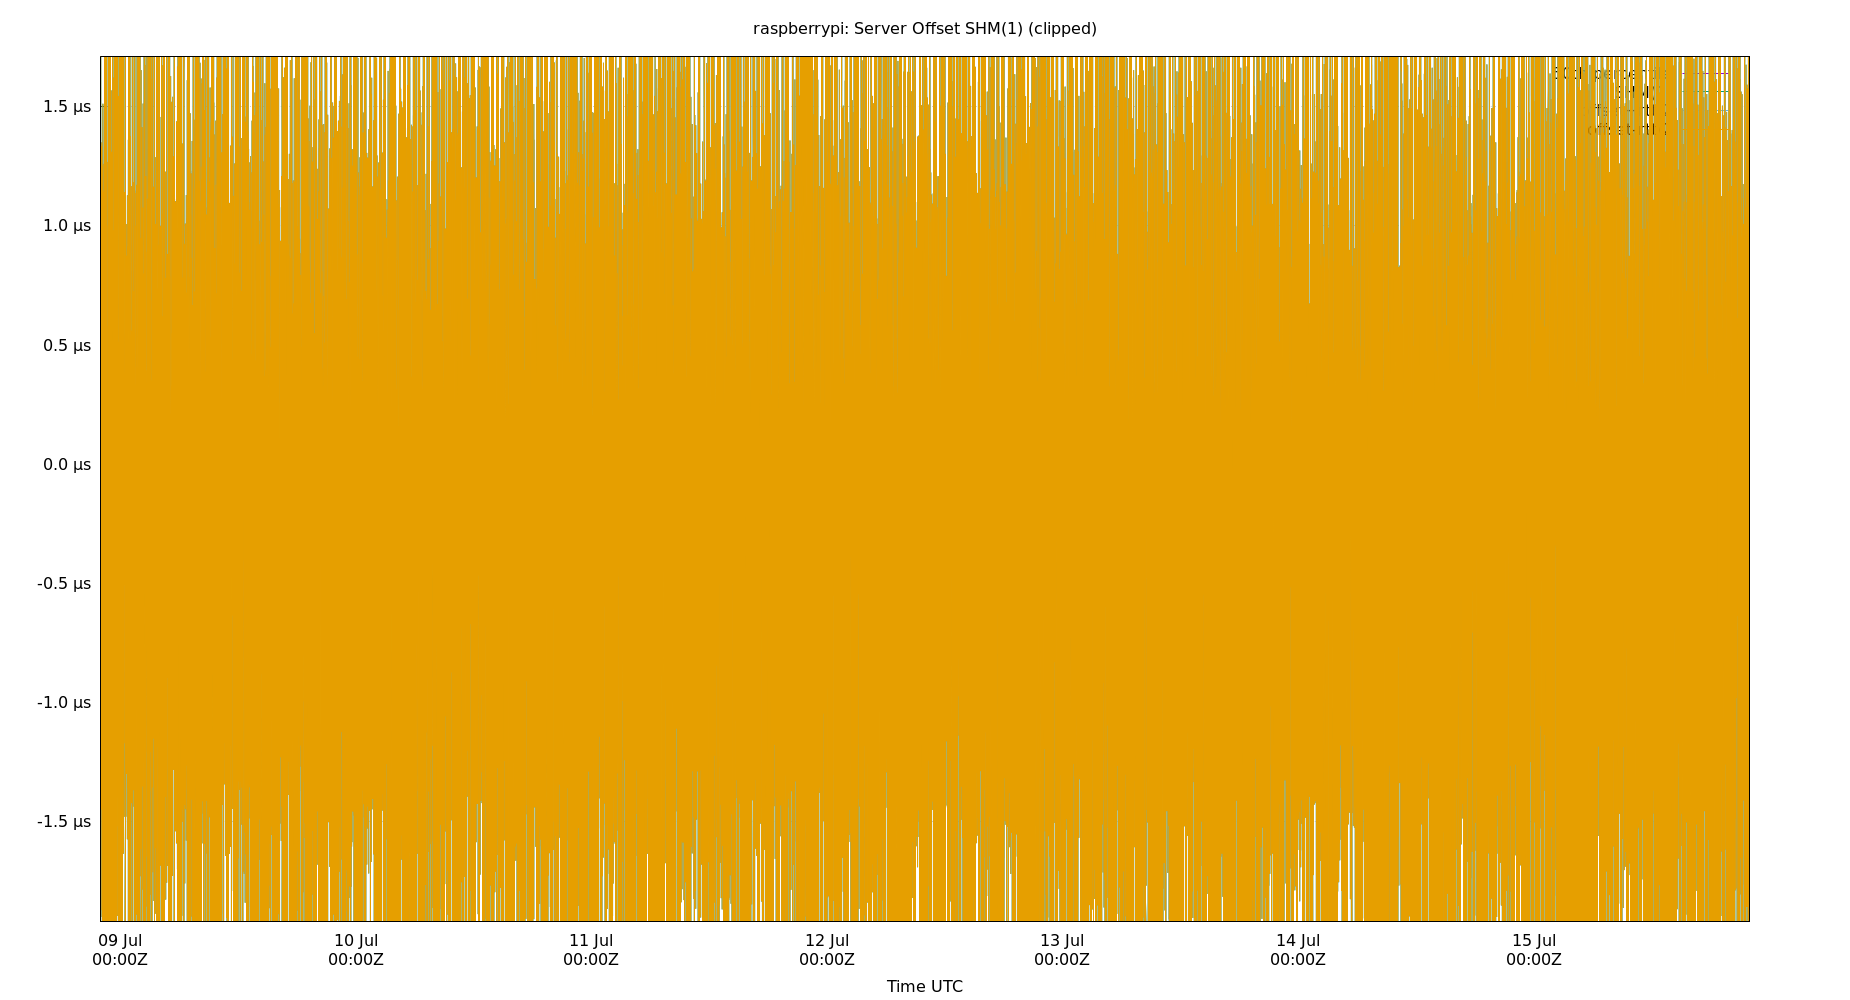 raspberrypi: Server Offset SHM(1) (clipped)
1.5 µs
1.0 µs
0.5 µs
0.0 µs
-0.5 µs
-1.0 µs
-1.5 µs
09 Jul 10 Jul 11 Jul 12 Jul 13 Jul 14 Jul 15 Jul
00:00Z 00:00Z 00:00Z 00:00Z 00:00Z 00:00Z 00:00Z
Time UTC